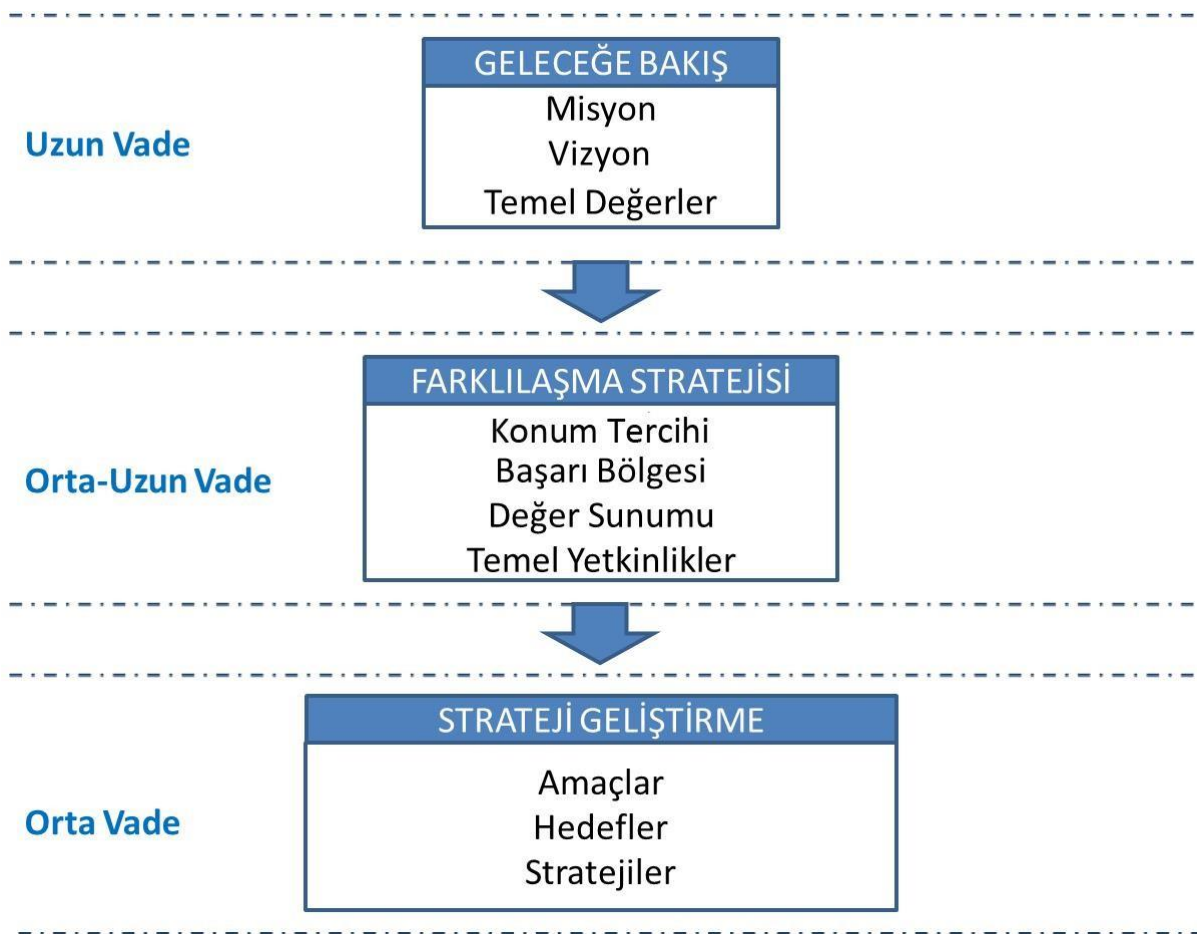 GELECEĞE BAKIŞ
Uzun Vade
Misyon
Vizyon
Temel Değerler
FARKLILAŞMA STRATEJİSİ
Orta-Uzun Vade
Konum Tercihi
Başarı Bölgesi
Değer Sunumu
Temel Yetkinlikler
STRATEJİ GELİŞTİRME
Orta Vade
Amaçlar
Hedefler
Stratejiler